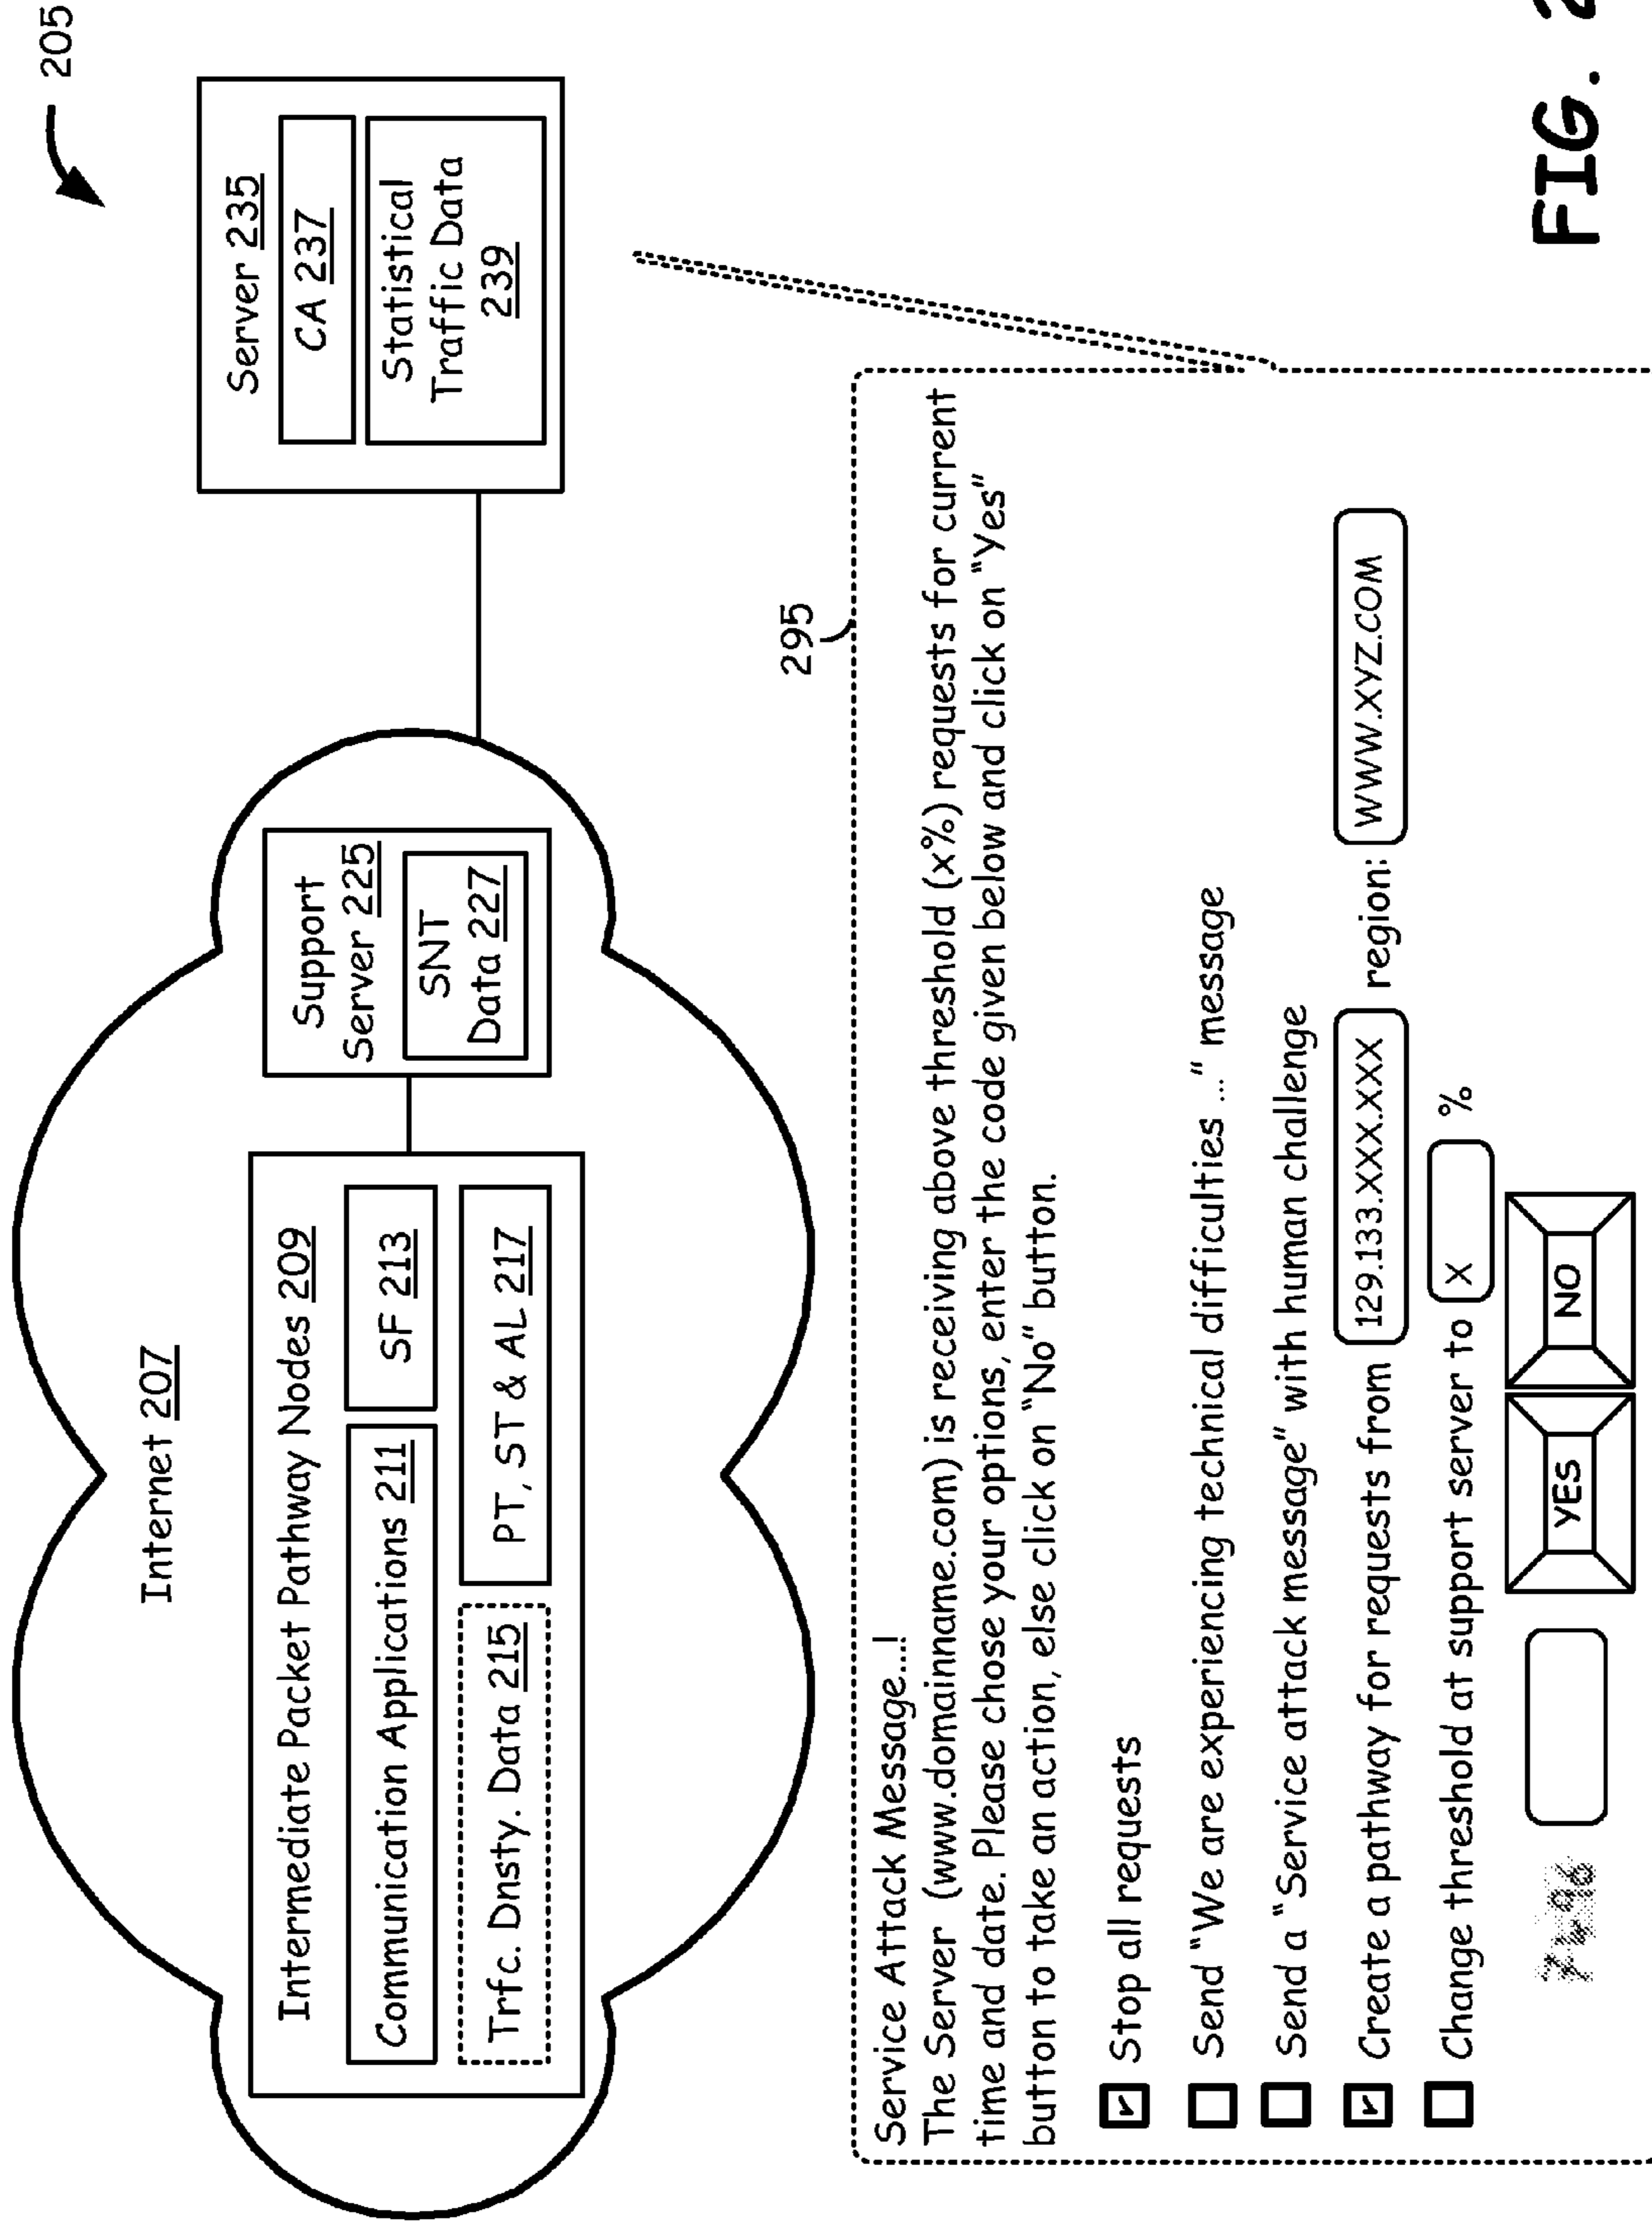 205
Internet 207
Intermediate Packet Pathway Nodes 209
Communication Applications 211
SF 213
Trfc. Dnsty. Data 215
PT, ST & AL 217
Support
Server 225
SNT
Data 227
Server 235
CA 237
Statistical
Traffic Data
239
295
Service Attack Message...!
The Server (www.domainname.com) is receiving above threshold (x%) requests for current
time and date. Please chose your options, enter the code given below and click on "Yes"
button to take an action, else click on "No" button.
Stop all requests
Send "We are experiencing technical difficulties ..." message
Send a "Service attack message" with human challenge
Create a pathway for requests from 129.133.XXX.XXX region: WWW.XYZ.COM
Change threshold at support server to X %
YES NO
FIG. 2